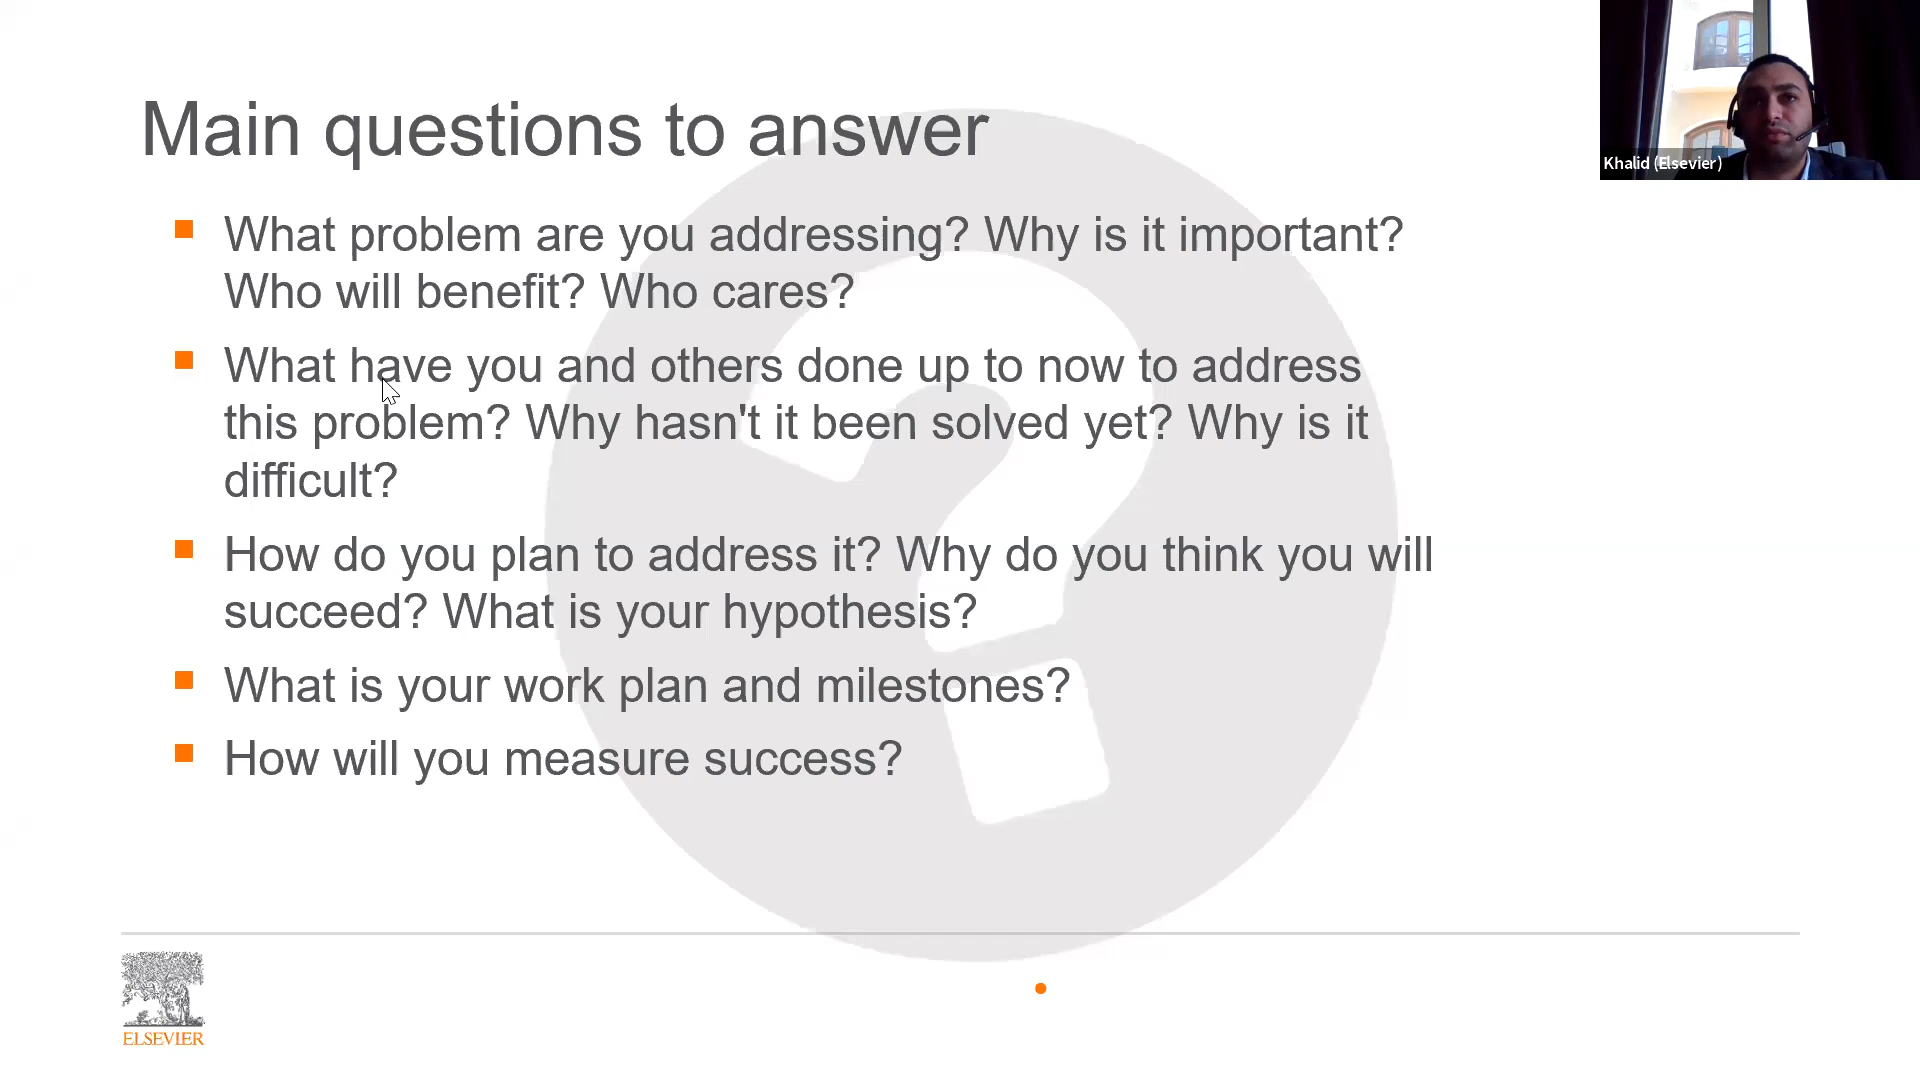 Main questions to answer
What problem are you addressing? Why is it important?
Who will benefit? Who cares?
What have you and others done up to now to address
this problem? Why hasn't it been solved yet? Why is it
difficult?
How do you plan to address it? Why do you think you will
succeed? What is your hypothesis?
What is your work plan and milestones?
How will you measure success?
Khalid (Elsevier)
ELSEVIER